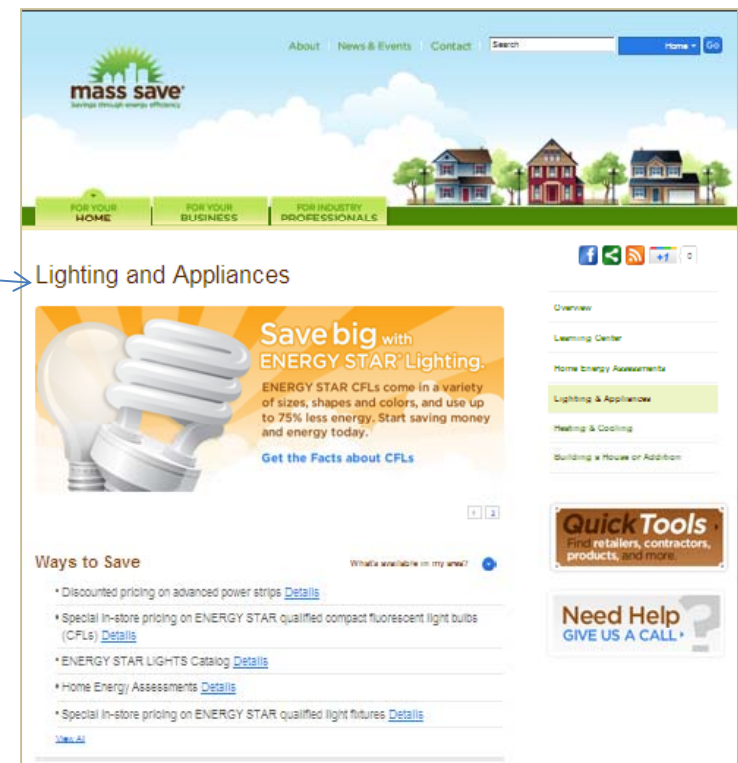 About
News & Events
Contact
Search
Home
Go
mass save
Savings through energy efficiency
FOR YOUR
HOME
FOR YOUR
BUSINESS
FOR INDUSTRY
PROFESSIONALS
+1
0
Lighting and Appliances
Save big with
ENERGY STAR® Lighting.
ENERGY STAR CFLs come in a variety
of sizes, shapes and colors, and use up
to 75% less energy. Start saving money
and energy today.
Get the Facts about CFLs
1 2
Overview
Learning Center
Home Energy Assessments
Lighting & Appliances
Heating & Cooling
Building a House or Addition
Quick Tools
Find retailers, contractors,
products, and more.
Need Help
GIVE US A CALL
?
Ways to Save
What's available in my area?
• Discounted pricing on advanced power strips Details
• Special in-store pricing on ENERGY STAR qualified compact fluorescent light bulbs
(CFLs) Details
• ENERGY STAR LIGHTS Catalog Details
• Home Energy Assessments Details
• Special in-store pricing on ENERGY STAR qualified light fixtures Details
View All